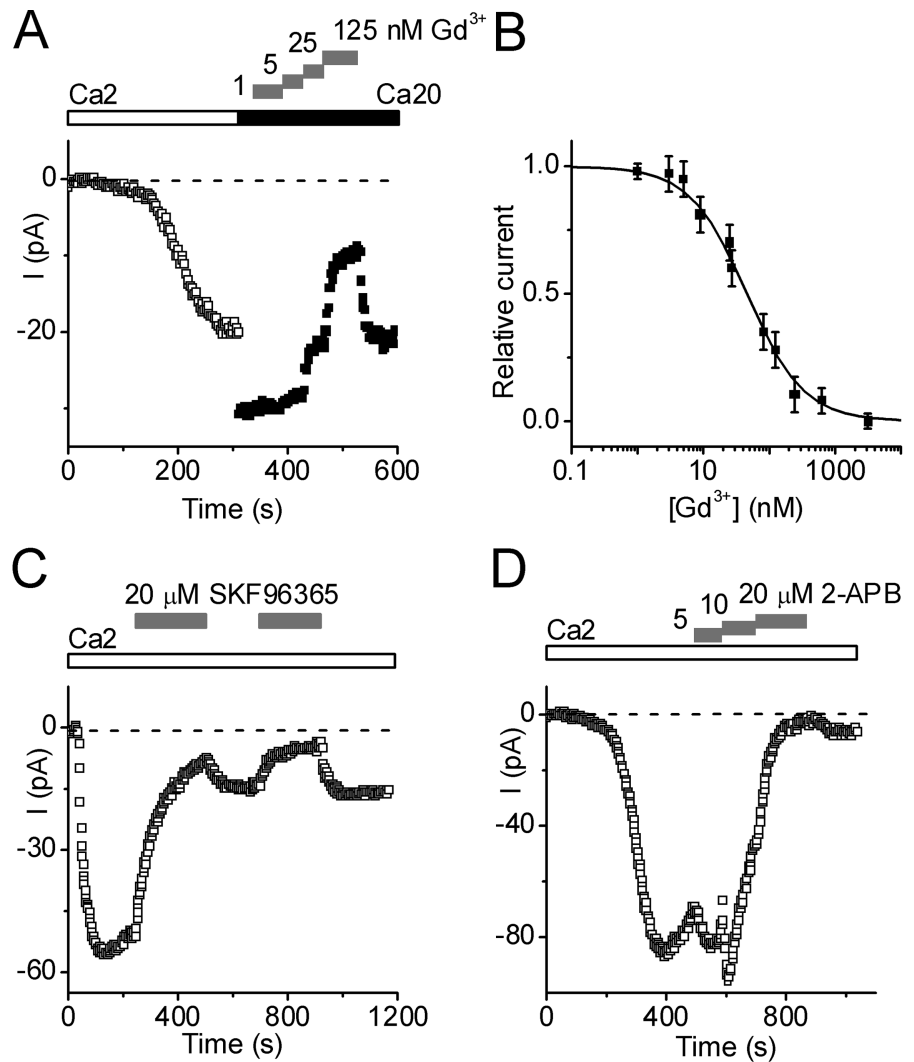 A
B
1 5 25 125 nM Gd³⁺
Ca2 Ca20
0
-20
I (pA)
0 200 400 600
Time (s)
1.0
0.5
0.0
Relative current
0.1 10 1000
[Gd³⁺] (nM)
C
D
20 μM SKF96365
Ca2
0
-30
-60
I (pA)
0 400 800 1200
Time (s)
5 10 20 μM 2-APB
Ca2
0
-40
-80
I (pA)
0 400 800
Time (s)